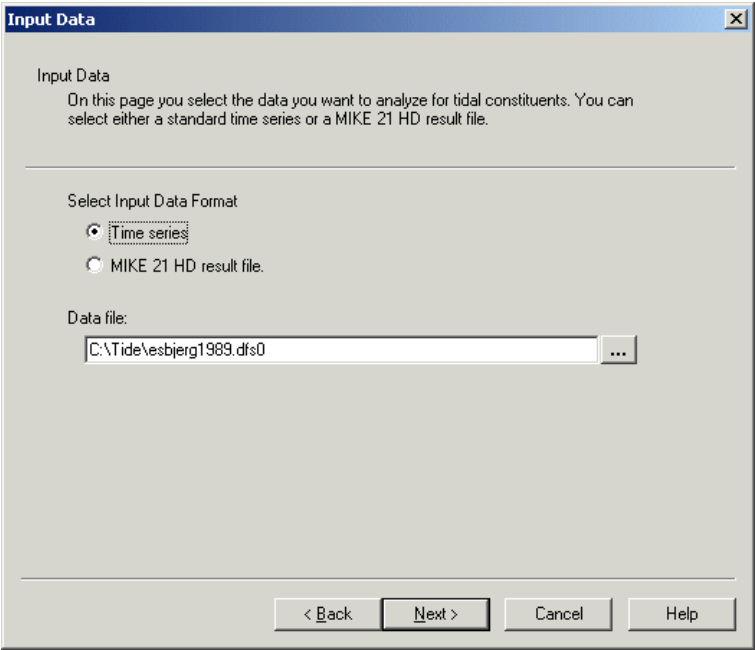 Input Data
Input Data
On this page you select the data you want to analyze for tidal constituents. You can
select either a standard time series or a MIKE 21 HD result file.
Select Input Data Format
Time series
MIKE 21 HD result file.
Data file:
C:\Tide\esbjerg1989.dfs0
...
< Back
Next >
Cancel
Help